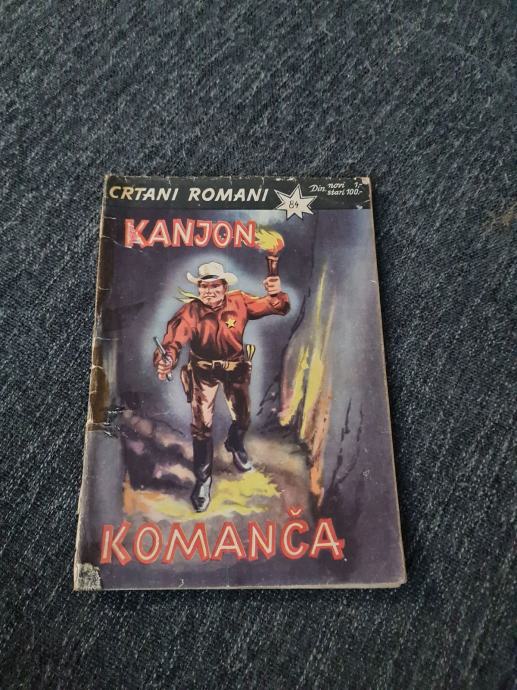 CRTANI ROMANI
84
Din. novi 1,-
stari 100,-
KANJON
KOMANČA